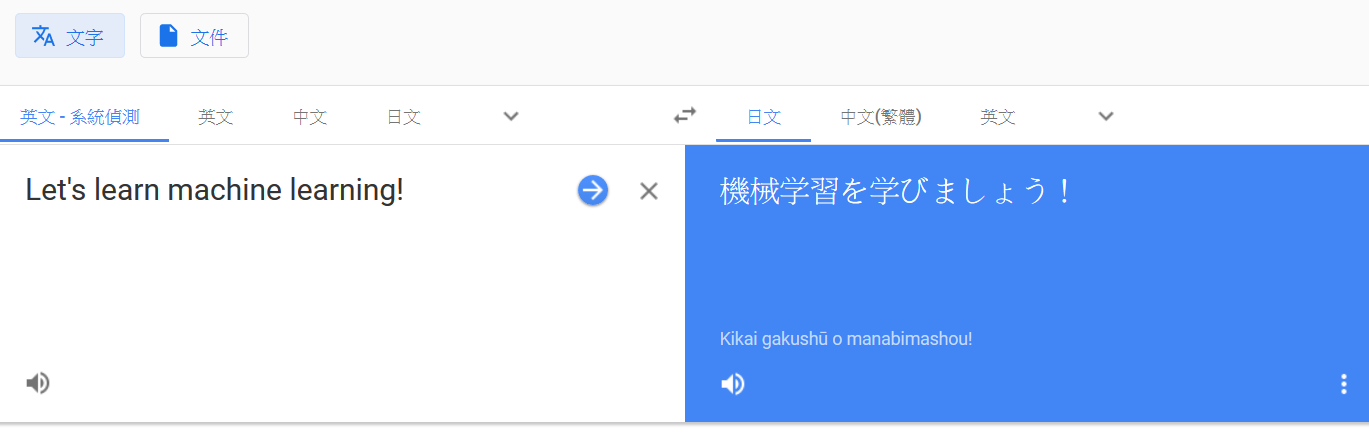 文字 文件
英文 - 系統偵測 英文 中文 日文 日文 中文(繁體) 英文
Let's learn machine learning!
機械学習を学びましょう！
Kikai gakushū o manabimashou!